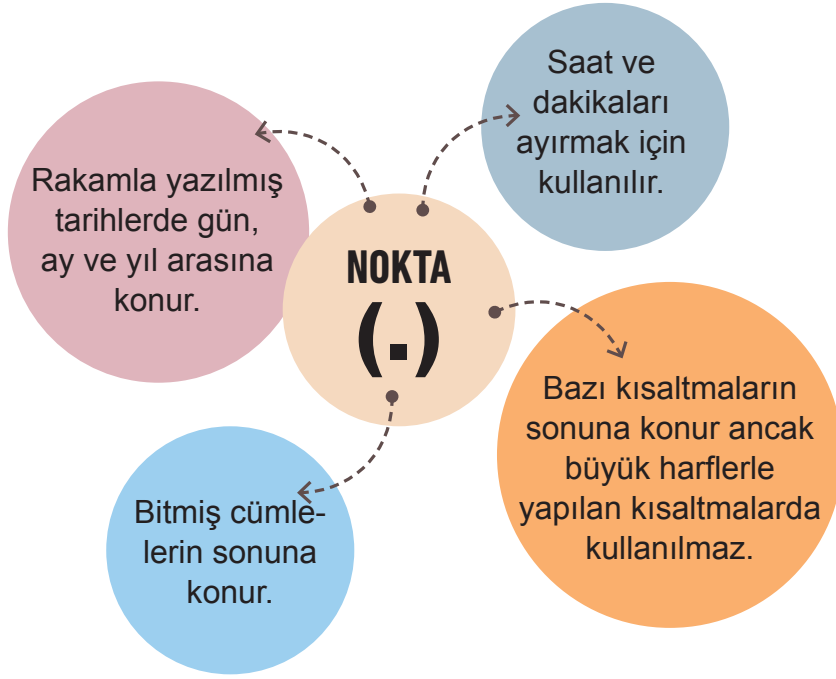 NOKTA
(.)
Rakamla yazılmış
tarihlerde gün,
ay ve yıl arasına
konur.
Saat ve
dakikaları
ayırmak için
kullanılır.
Bazı kısaltmaların
sonuna konur ancak
büyük harflerle
yapılan kısaltmalarda
kullanılmaz.
Bitmiş cümle-
lerin sonuna
konur.